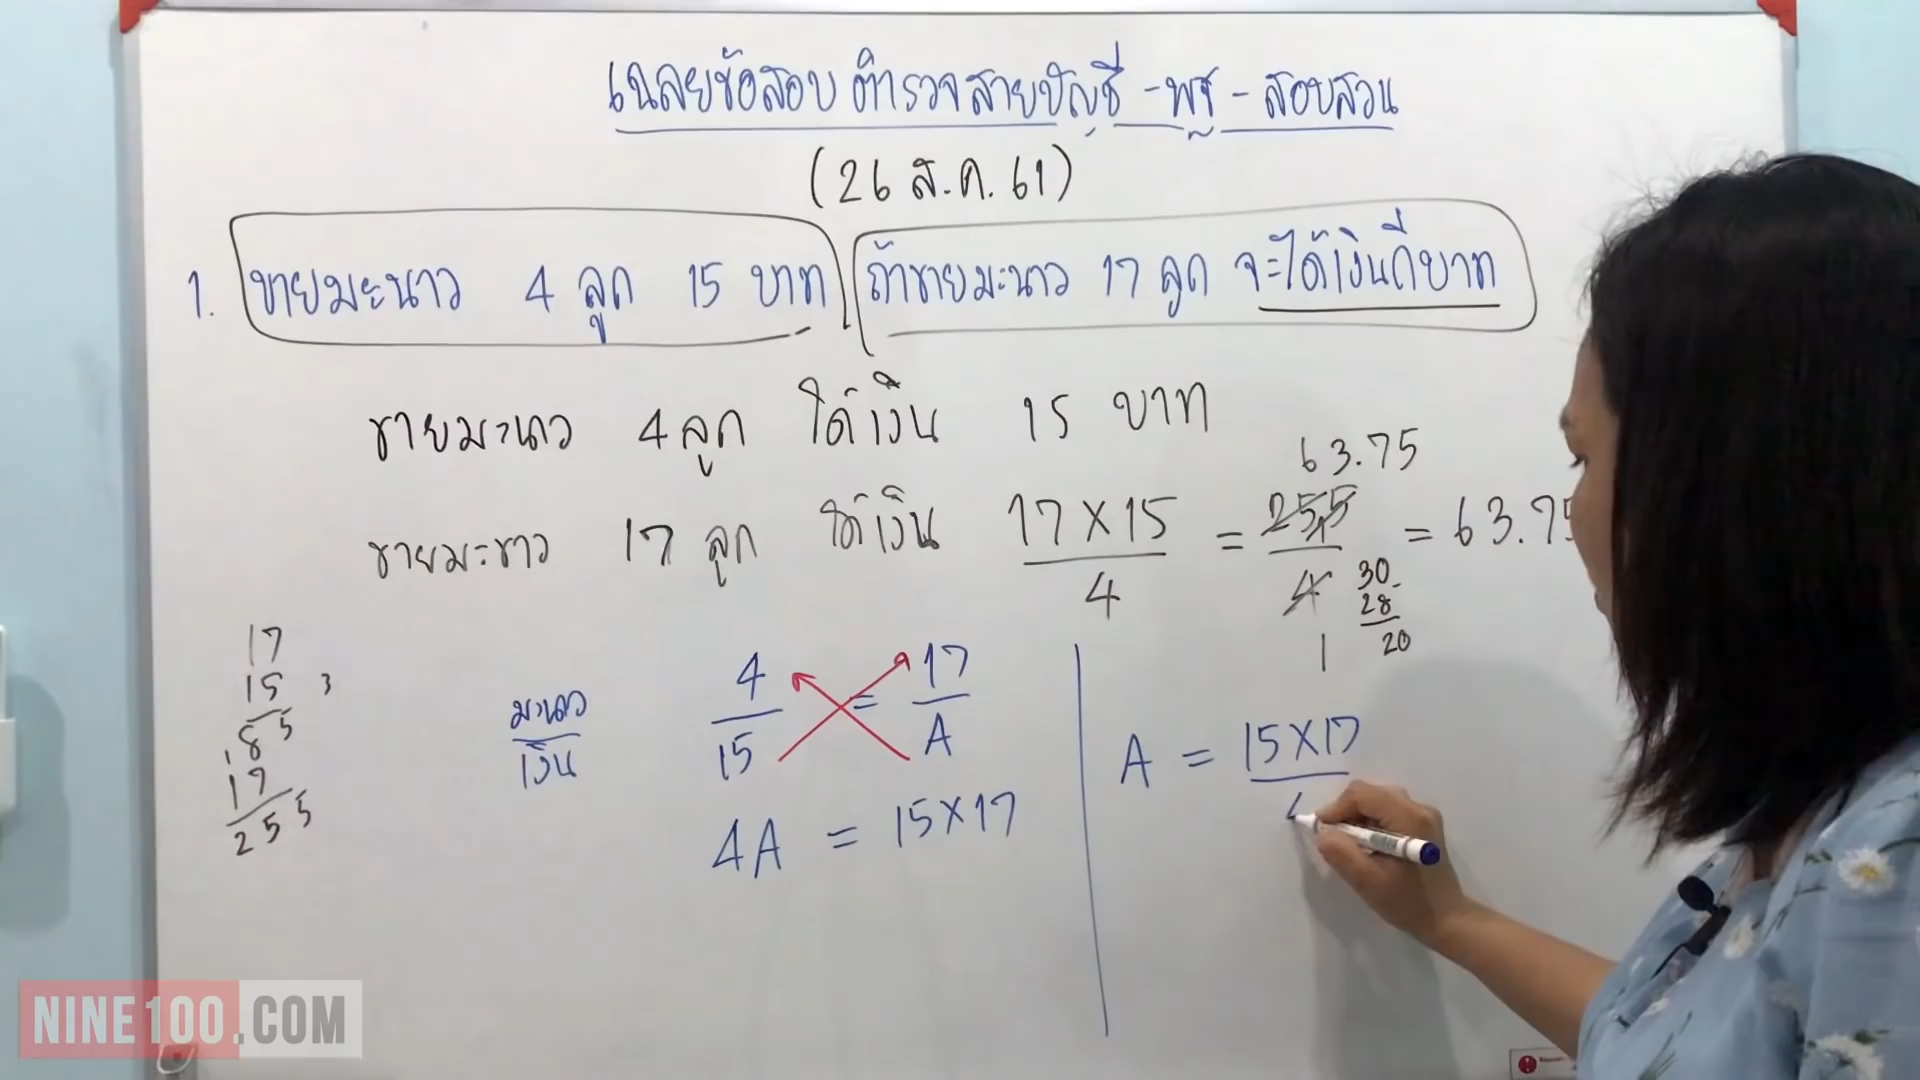 เฉลยข้อสอบ ตำรวจสายบัญชี - พฐ - สอบสวน
(26 ส.ค. 61)
1. ขายมะนาว 4 ลูก 15 บาท ถ้าขายมะนาว 17 ลูก จะได้เงินกี่บาท
ขายมะนาว 4 ลูก ได้เงิน 15 บาท
63.75
ขายมะนาว 17 ลูก ได้เงิน 17 X 15 / 4 = 255 / 4 = 63.75
1
30
28
20
17
15 3
1 8 5
17
2 5 5
มะนาว / เงิน 4 / 15 = 17 / A
4A = 15 X 17
A = 15 X 17 / 4
NINE100.COM